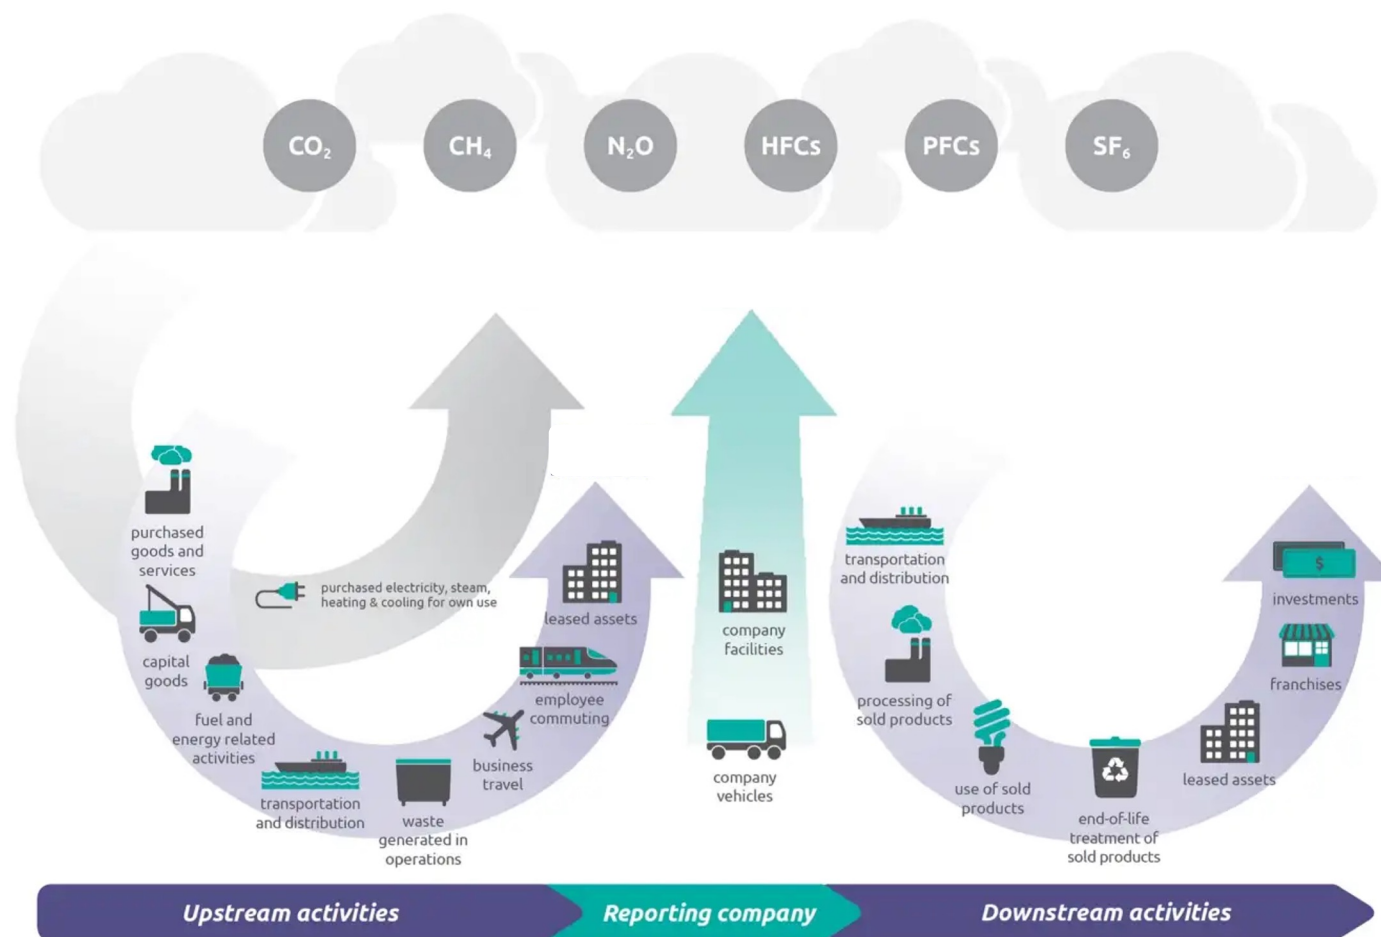 CO₂
CH₄
N₂O
HFCs
PFCs
SF₆
purchased
goods and
services
capital
goods
fuel and
energy related
activities
transportation
and distribution
waste
generated in
operations
business
travel
employee
commuting
leased assets
purchased electricity, steam,
heating & cooling for own use
company
facilities
company
vehicles
transportation
and distribution
processing of
sold products
use of sold
products
end-of-life
treatment of
sold products
leased assets
franchises
investments
$
Upstream activities
Reporting company
Downstream activities